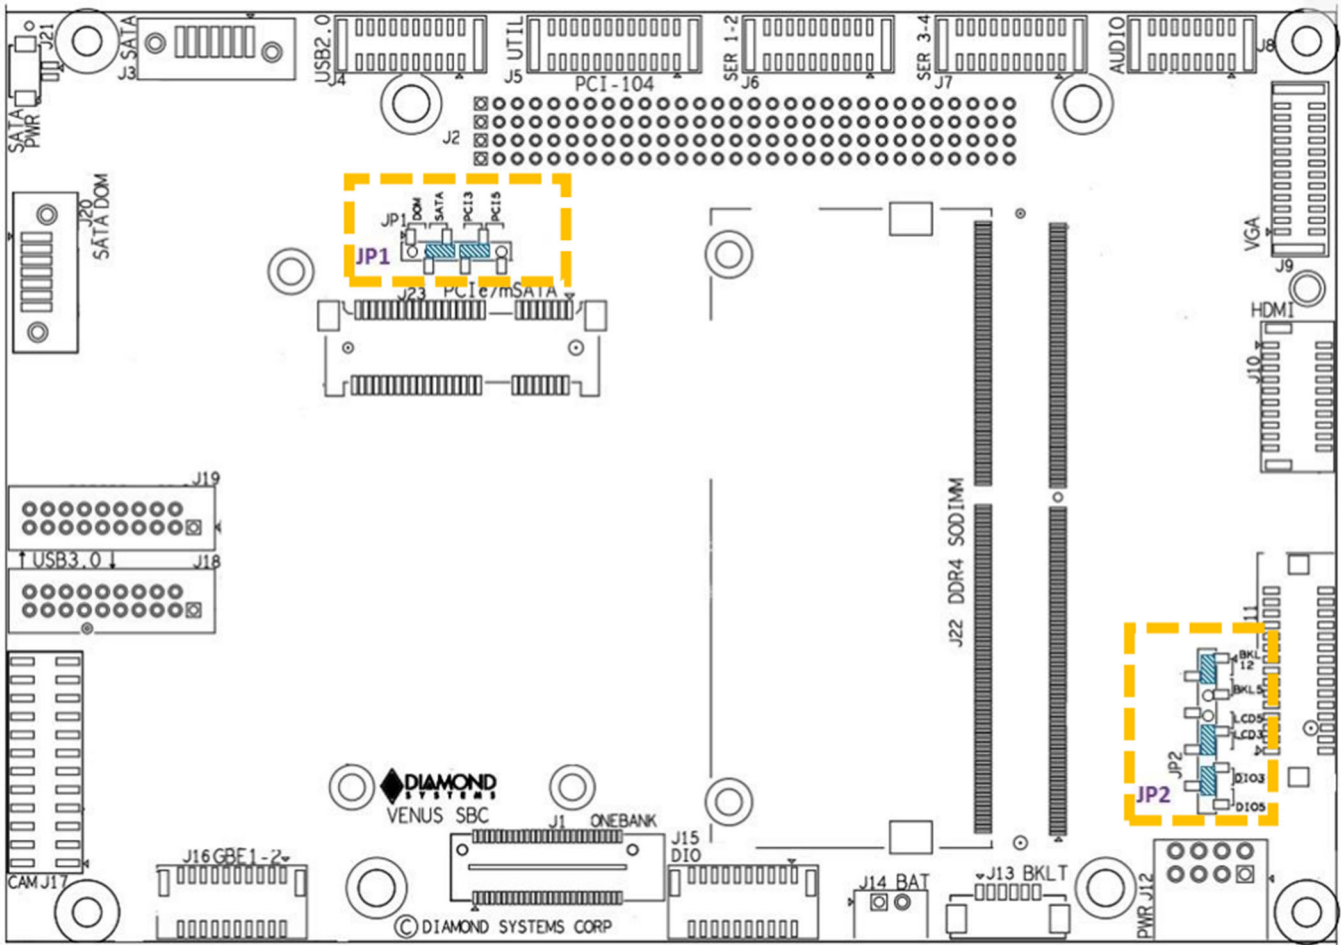 J21
SATA
J3
SATA
PWR
USB2.0
J4
UTIL
J5
PCI-104
SER 1-2
J6
SER 3-4
J7
AUDIO
J8
J2
VGA
J9
J20
SATA DOM
DOM
SATA
PCI3
PCI5
JP1
JP1
J23 PCIe/mSATA
HDMI
J10
J19
↑ USB3.0 ↓
J18
J22 DDR4 SODIMM
11
BKL
12
BKL5
LCD5
LCD3
JP2
DIO3
JP2
DIO5
DIAMOND
SYSTEMS
VENUS SBC
J1 ONEBANK
J15
DIO
J16 GBE1-2
CAM J17
© DIAMOND SYSTEMS CORP
J14 BAT
J13 BKLT
PWR J12